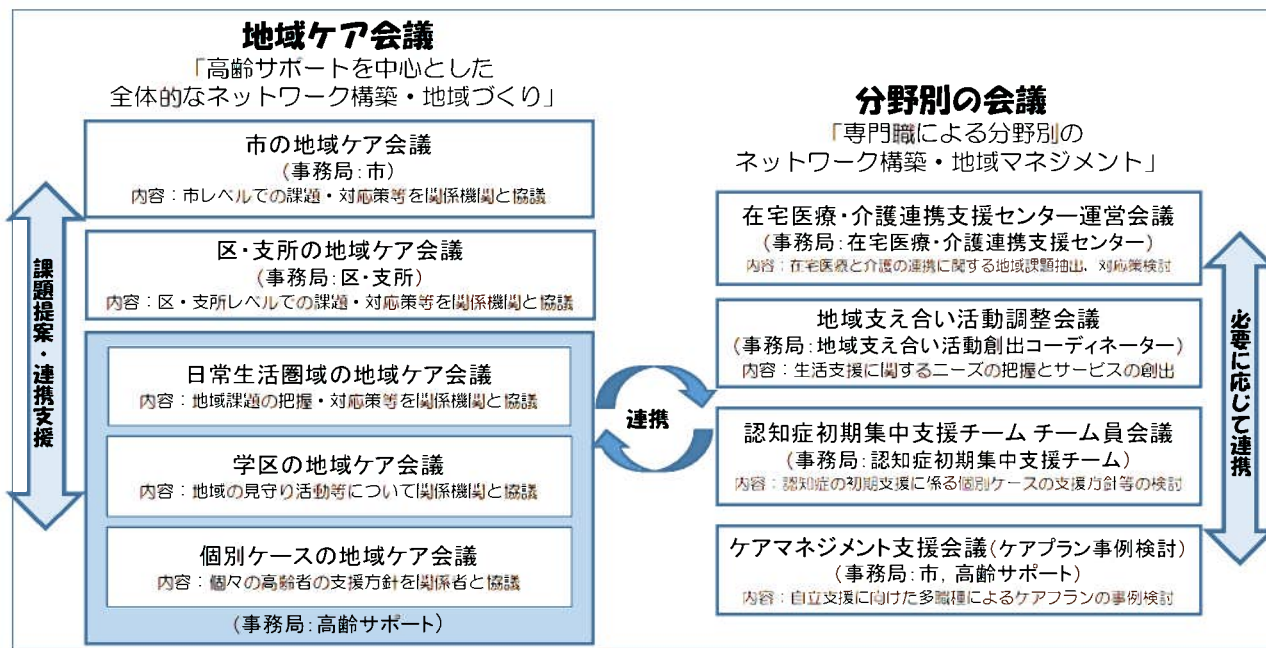 地域ケア会議
「高齢サポートを中心とした
全体的なネットワーク構築・地域づくり」
市の地域ケア会議
(事務局:市)
内容：市レベルでの課題・対応策等を関係機関と協議
区・支所の地域ケア会議
(事務局:区・支所)
内容：区・支所レベルでの課題・対応策等を関係機関と協議
日常生活圏域の地域ケア会議
内容：地域課題の把握・対応策等を関係機関と協議
学区の地域ケア会議
内容：地域の見守り活動等について関係機関と協議
個別ケースの地域ケア会議
内容：個々の高齢者の支援方針を関係者と協議
(事務局:高齢サポート)
課題提案・連携支援
連携
分野別の会議
「専門職による分野別の
ネットワーク構築・地域マネジメント」
在宅医療・介護連携支援センター運営会議
(事務局:在宅医療・介護連携支援センター)
内容：在宅医療と介護の連携に関する地域課題抽出、対応策検討
地域支え合い活動調整会議
(事務局:地域支え合い活動創出コーディネーター)
内容：生活支援に関するニーズの把握とサービスの創出
認知症初期集中支援チーム チーム員会議
(事務局:認知症初期集中支援チーム)
内容：認知症の初期支援に係る個別ケースの支援方針等の検討
ケアマネジメント支援会議(ケアプラン事例検討)
(事務局:市, 高齢サポート)
内容：自立支援に向けた多職種によるケアプランの事例検討
必要に応じて連携